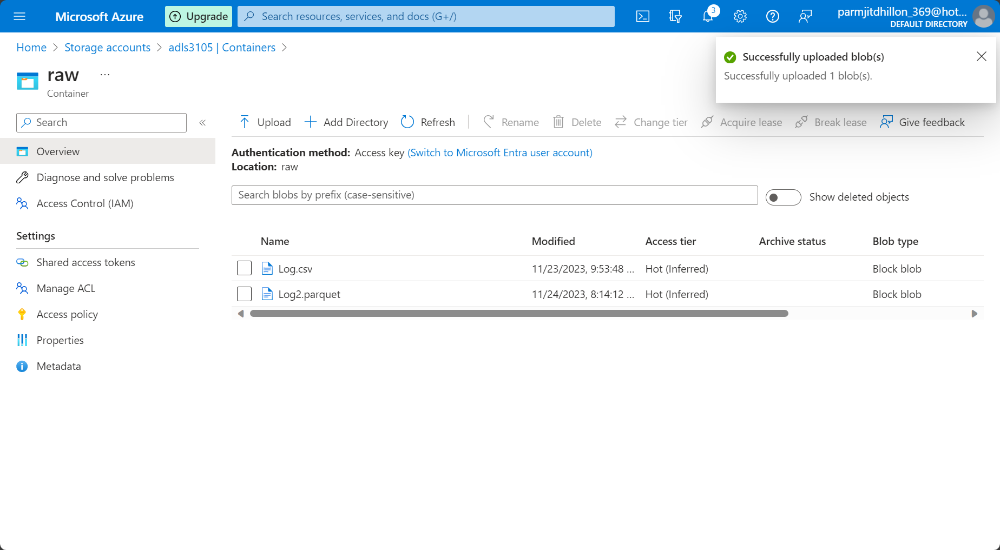 Microsoft Azure
Upgrade
Search resources, services, and docs (G+/)
3
parmjitdhillon_369@hot...
DEFAULT DIRECTORY
Home > Storage accounts > adls3105 | Containers >
raw ...
Container
Successfully uploaded blob(s)
Successfully uploaded 1 blob(s).
Search
«
Upload
Add Directory
Refresh
Rename
Delete
Change tier
Acquire lease
Break lease
Give feedback
Overview
Diagnose and solve problems
Access Control (IAM)
Settings
Shared access tokens
Manage ACL
Access policy
Properties
Metadata
Authentication method: Access key (Switch to Microsoft Entra user account)
Location: raw
Search blobs by prefix (case-sensitive)
Show deleted objects
Name Modified Access tier Archive status Blob type
Log.csv 11/23/2023, 9:53:48 ... Hot (Inferred) Block blob
Log2.parquet 11/24/2023, 8:14:12 ... Hot (Inferred) Block blob